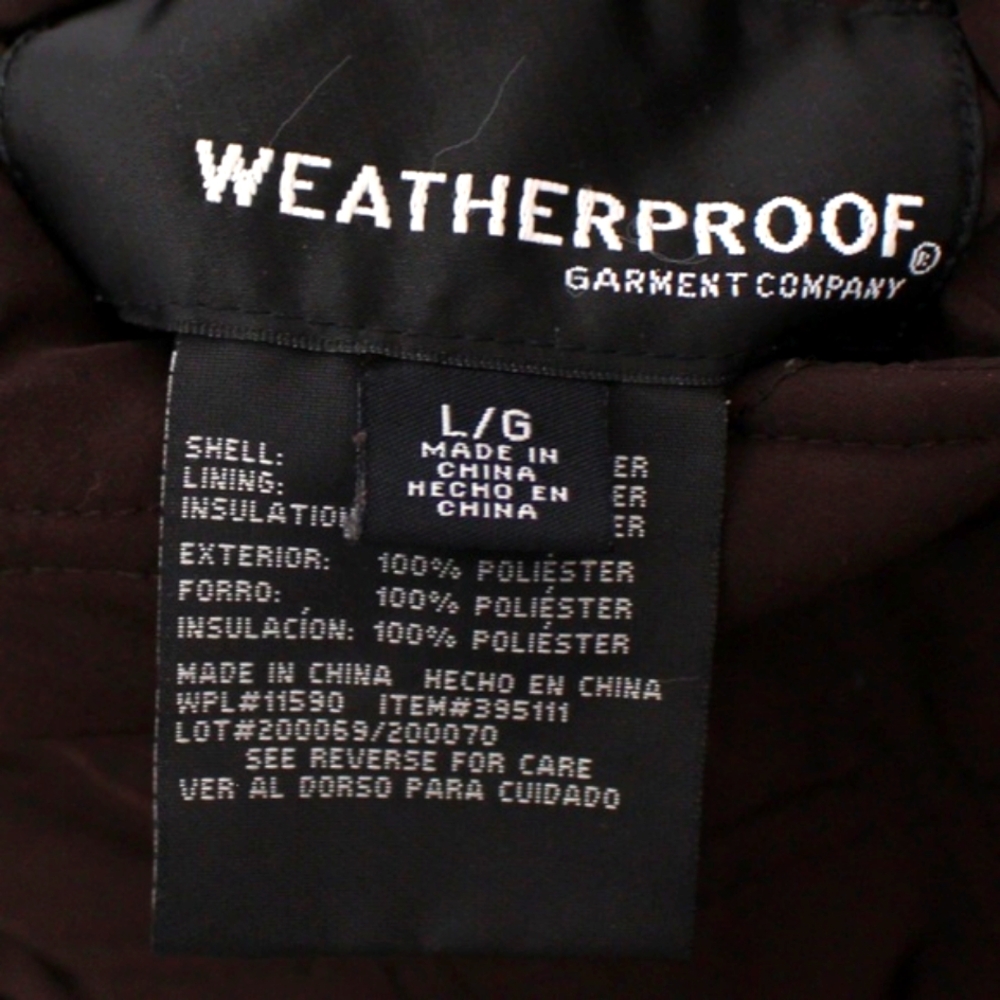 WEATHERPROOF®
GARMENT COMPANY
L/G
MADE IN
CHINA
HECHO EN
CHINA
SHELL:
LINING:
INSULATION
EXTERIOR: 100% POLIÉSTER
FORRO: 100% POLIÉSTER
INSULACÍON: 100% POLIÉSTER
MADE IN CHINA HECHO EN CHINA
WPL#11590 ITEM#395111
LOT#200069/200070
SEE REVERSE FOR CARE
VER AL DORSO PARA CUIDADO